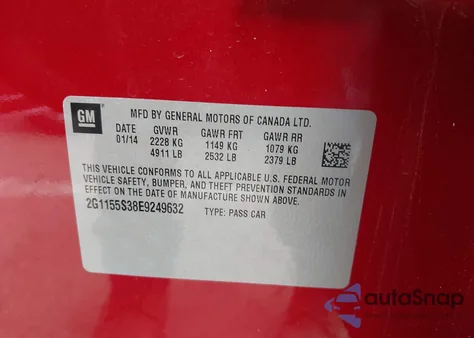 GM
MFD BY GENERAL MOTORS OF CANADA LTD.
DATE GVWR GAWR FRT GAWR RR
01/14 2228 KG 1149 KG 1079 KG
4911 LB 2532 LB 2379 LB
THIS VEHICLE CONFORMS TO ALL APPLICABLE U.S. FEDERAL MOTOR
VEHICLE SAFETY, BUMPER, AND THEFT PREVENTION STANDARDS IN
EFFECT ON THE DATE OF MANUFACTURE SHOWN ABOVE.
2G1155S38E9249632 TYPE: PASS CAR
autoSnap